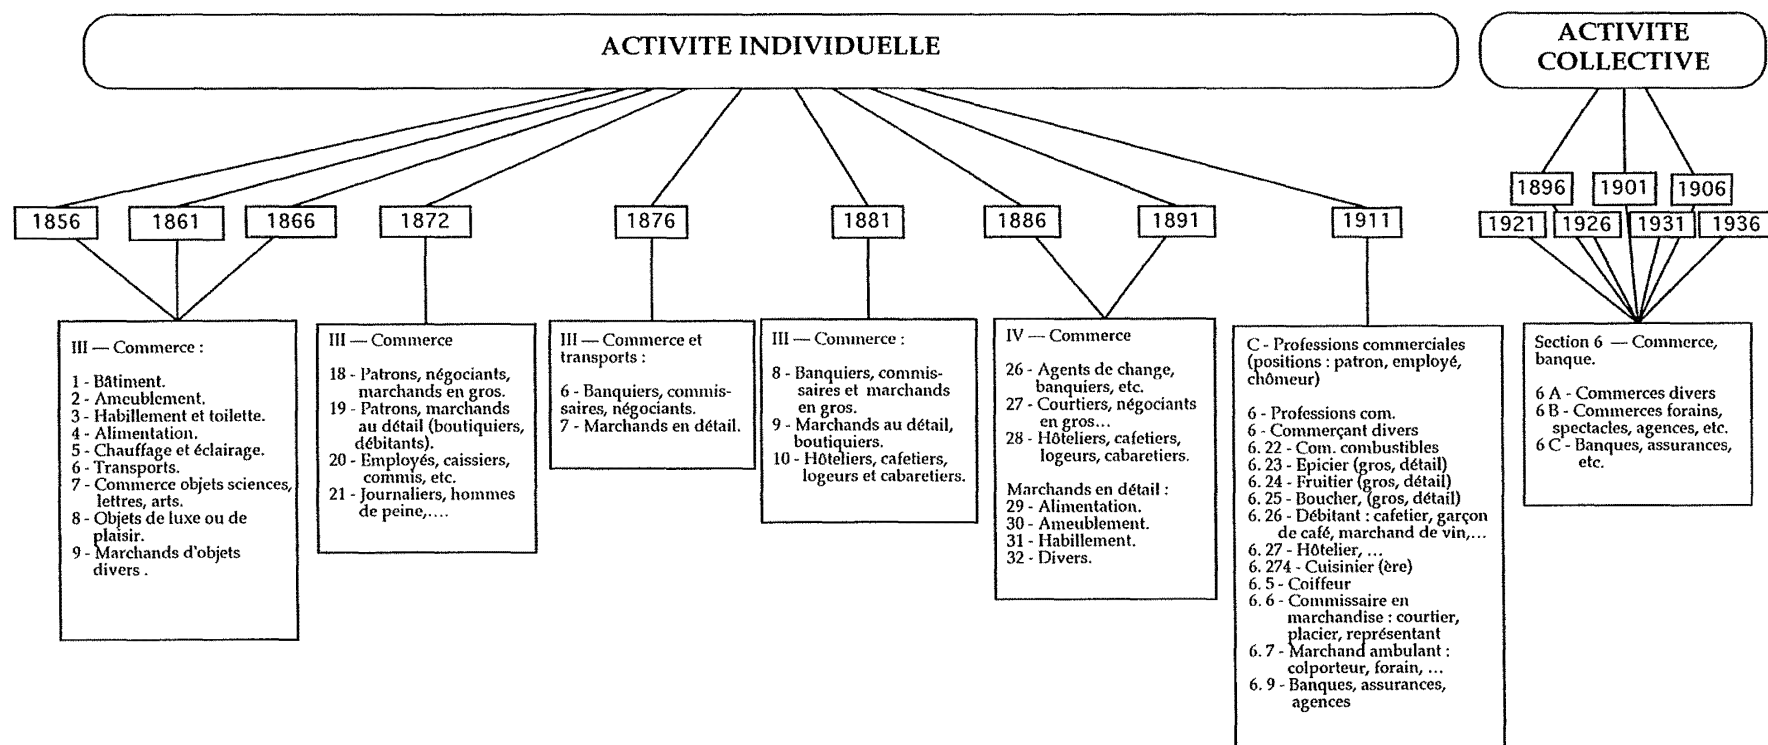 ACTIVITE INDIVIDUELLE
ACTIVITE
COLLECTIVE
1856
1861
1866
1872
1876
1881
1886
1891
1911
1896
1901
1906
1921
1926
1931
1936
III — Commerce :
1 - Bâtiment.
2 - Ameublement.
3 - Habillement et toilette.
4 - Alimentation.
5 - Chauffage et éclairage.
6 - Transports.
7 - Commerce objets sciences,
lettres, arts.
8 - Objets de luxe ou de
plaisir.
9 - Marchands d'objets
divers .
III — Commerce
18 - Patrons, négociants,
marchands en gros.
19 - Patrons, marchands
au détail (boutiquiers,
débitants).
20 - Employés, caissiers,
commis, etc.
21 - Journaliers, hommes
de peine,....
III — Commerce et
transports :
6 - Banquiers, commis-
saires, négociants.
7 - Marchands en détail.
III — Commerce :
8 - Banquiers, commis-
saires et marchands
en gros.
9 - Marchands au détail,
boutiquiers.
10 - Hôteliers, cafetiers,
logeurs et cabaretiers.
IV — Commerce
26 - Agents de change,
banquiers, etc.
27 - Courtiers, négociants
en gros...
28 - Hôteliers, cafetiers,
logeurs, cabaretiers.
Marchands en détail :
29 - Alimentation.
30 - Ameublement.
31 - Habillement.
32 - Divers.
C - Professions commerciales
(positions : patron, employé,
chômeur)
6 - Professions com.
6 - Commerçant divers
6. 22 - Com. combustibles
6. 23 - Epicier (gros, détail)
6. 24 - Fruitier (gros, détail)
6. 25 - Boucher, (gros, détail)
6. 26 - Débitant : cafetier, garçon
de café, marchand de vin,...
6. 27 - Hôtelier, ...
6. 274 - Cuisinier (ère)
6. 5 - Coiffeur
6. 6 - Commissaire en
marchandise : courtier,
placier, représentant
6. 7 - Marchand ambulant :
colporteur, forain, ...
6. 9 - Banques, assurances,
agences
Section 6 — Commerce,
banque.
6 A - Commerces divers
6 B - Commerces forains,
spectacles, agences, etc.
6 C - Banques, assurances,
etc.